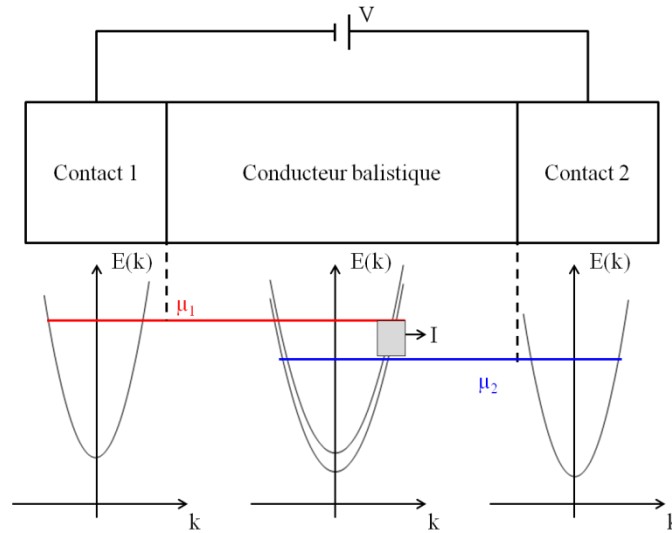 V
Contact 1
Conducteur balistique
Contact 2
E(k)
E(k)
E(k)
μ1
I
μ2
k
k
k